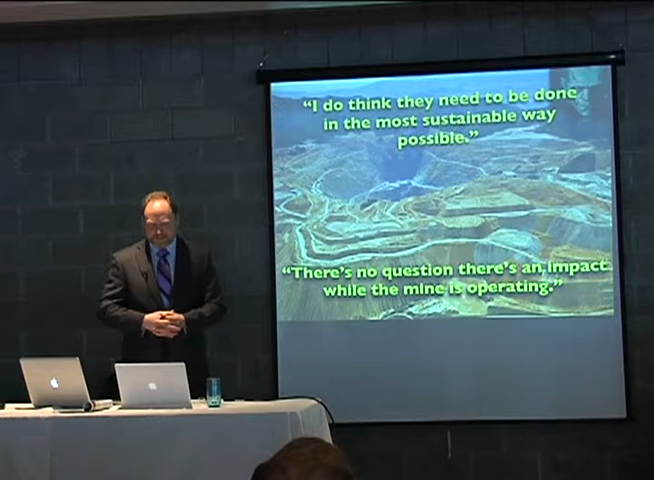 “I do think they need to be done
in the most sustainable way
possible.”
“There’s no question there’s an impact
while the mine is operating.”